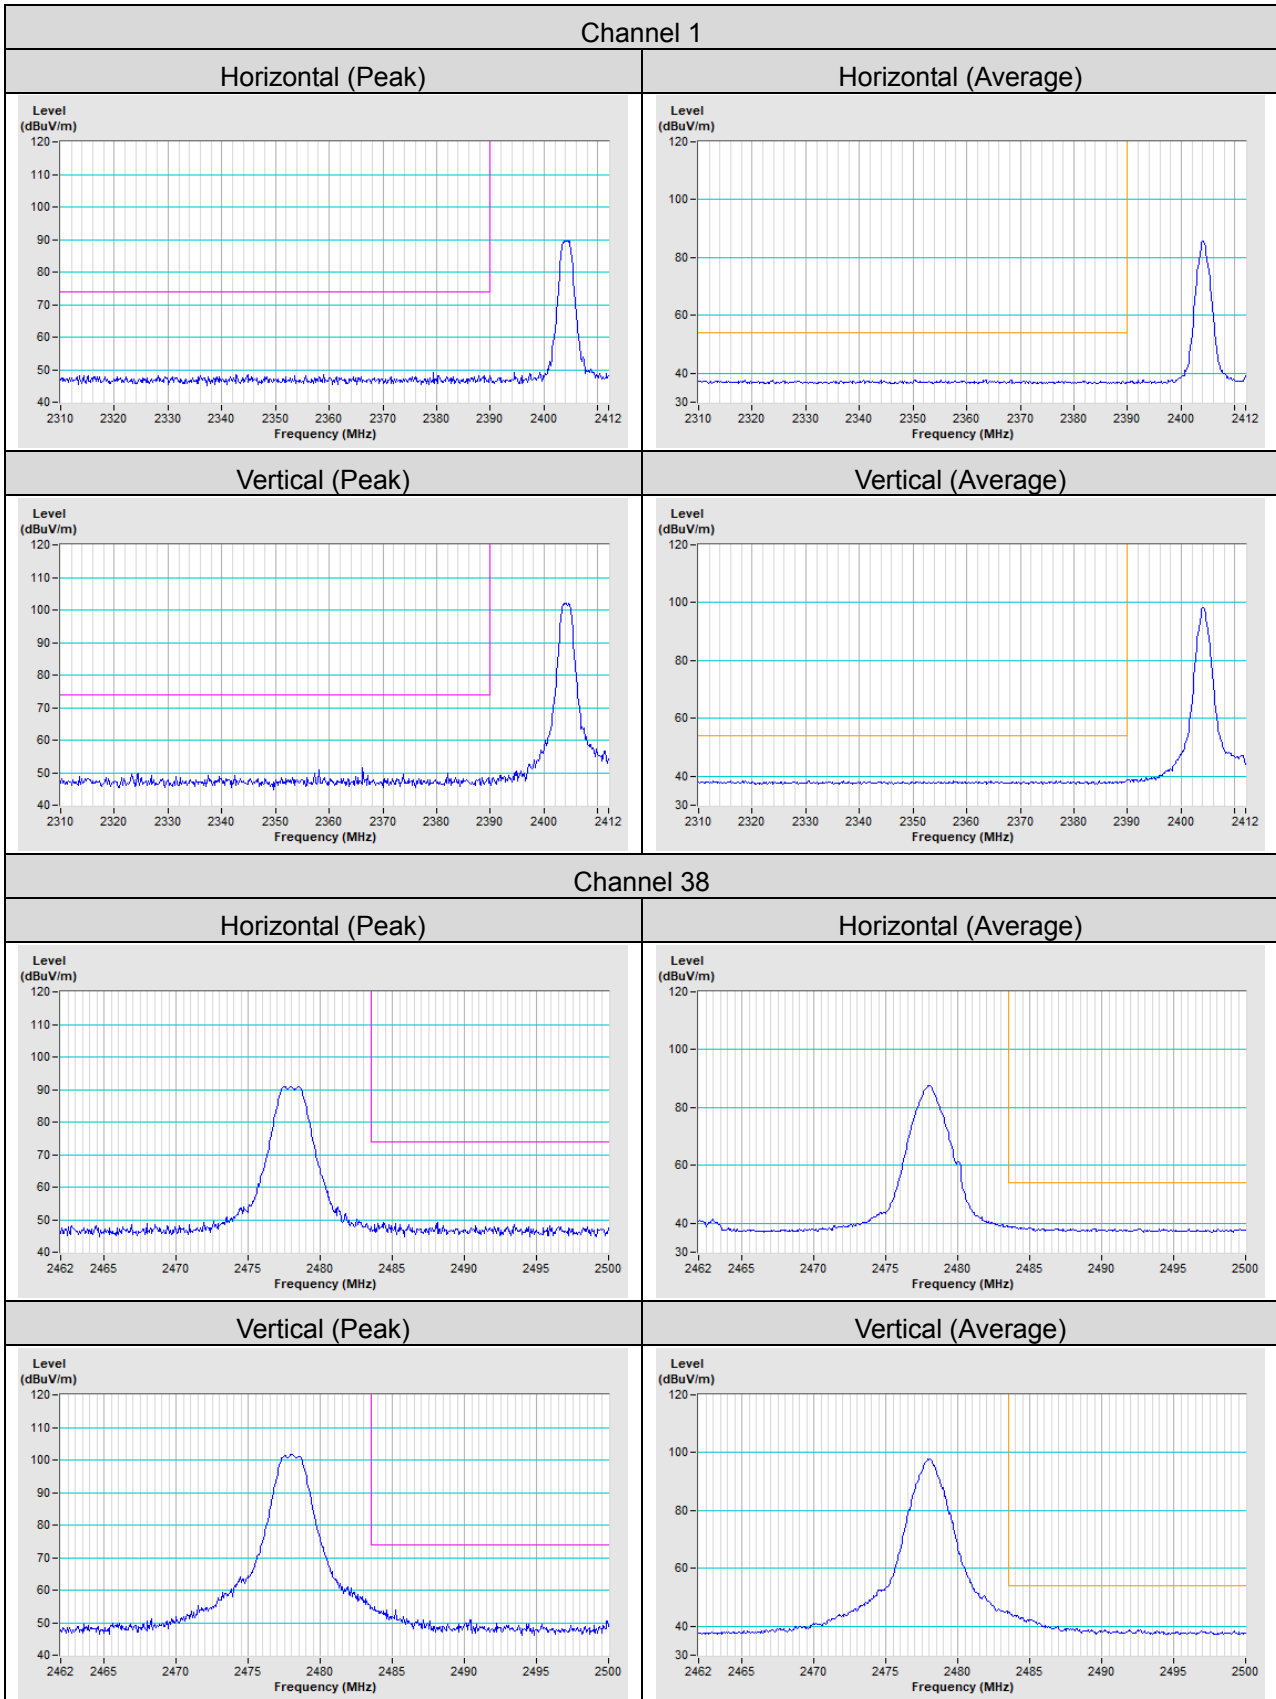 Channel 1
Horizontal (Peak) Horizontal (Average)
Level Level
(dBuV/m) (dBuV/m)
120 120
110
100 100
90
80 80
70
60 60
50
40 40
30
2310 2320 2330 2340 2350 2360 2370 2380 2390 2400 2412 2310 2320 2330 2340 2350 2360 2370 2380 2390 2400 2412
Frequency (MHz) Frequency (MHz)
Vertical (Peak) Vertical (Average)
Level Level
(dBuV/m) (dBuV/m)
120 120
110
100 100
90
80 80
70
60 60
50
40 40
30
2310 2320 2330 2340 2350 2360 2370 2380 2390 2400 2412 2310 2320 2330 2340 2350 2360 2370 2380 2390 2400 2412
Frequency (MHz) Frequency (MHz)
Channel 38
Horizontal (Peak) Horizontal (Average)
Level Level
(dBuV/m) (dBuV/m)
120 120
110
100 100
90
80 80
70
60 60
50
40 40
30
2462 2465 2470 2475 2480 2485 2490 2495 2500 2462 2465 2470 2475 2480 2485 2490 2495 2500
Frequency (MHz) Frequency (MHz)
Vertical (Peak) Vertical (Average)
Level Level
(dBuV/m) (dBuV/m)
120 120
110
100 100
90
80 80
70
60 60
50
40 40
30
2462 2465 2470 2475 2480 2485 2490 2495 2500 2462 2465 2470 2475 2480 2485 2490 2495 2500
Frequency (MHz) Frequency (MHz)